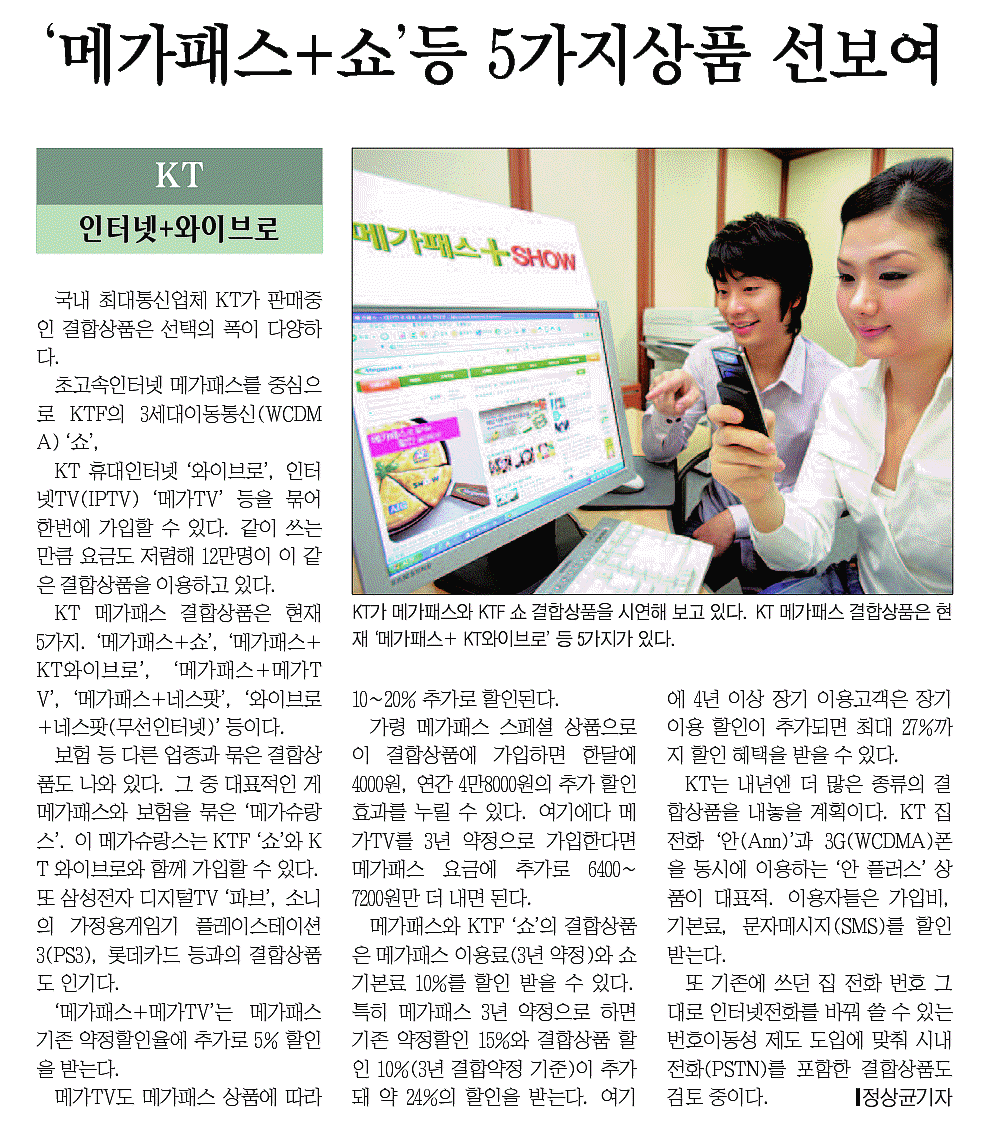 ‘메가패스+쇼’등 5가지상품 선보여
KT
인터넷+와이브로
국내 최대통신업체 KT가 판매중
인 결합상품은 선택의 폭이 다양하
다.
초고속인터넷 메가패스를 중심으
로 KTF의 3세대이동통신(WCDM
A) ‘쇼’,
KT 휴대인터넷 ‘와이브로’, 인터
넷TV(IPTV) ‘메가TV’ 등을 묶어
한번에 가입할 수 있다. 같이 쓰는
만큼 요금도 저렴해 12만명이 이 같
은 결합상품을 이용하고 있다.
KT 메가패스 결합상품은 현재
5가지. ‘메가패스+쇼’, ‘메가패스+
KT와이브로’, ‘메가패스+메가T
V’, ‘메가패스+네스팟’, ‘와이브로
+네스팟(무선인터넷)’ 등이다.
보험 등 다른 업종과 묶은 결합상
품도 나와 있다. 그 중 대표적인 게
메가패스와 보험을 묶은 ‘메가슈랑
스’. 이 메가슈랑스는 KTF ‘쇼’와 K
T 와이브로와 함께 가입할 수 있다.
또 삼성전자 디지털TV ‘파브’, 소니
의 가정용게임기 플레이스테이션
3(PS3), 롯데카드 등과의 결합상품
도 인기다.
‘메가패스+메가TV’는 메가패스
기존 약정할인율에 추가로 5% 할인
을 받는다.
메가TV도 메가패스 상품에 따라
메가패스+SHOW
KT가 메가패스와 KTF 쇼 결합상품을 시연해 보고 있다. KT 메가패스 결합상품은 현
재 ‘메가패스+ KT와이브로’ 등 5가지가 있다.
10~20% 추가로 할인된다.
가령 메가패스 스페셜 상품으로
이 결합상품에 가입하면 한달에
4000원, 연간 4만8000원의 추가 할인
효과를 누릴 수 있다. 여기에다 메
가TV를 3년 약정으로 가입한다면
메가패스 요금에 추가로 6400~
7200원만 더 내면 된다.
메가패스와 KTF ‘쇼’의 결합상품
은 메가패스 이용료(3년 약정)와 쇼
기본료 10%를 할인 받을 수 있다.
특히 메가패스 3년 약정으로 하면
기존 약정할인 15%와 결합상품 할
인 10%(3년 결합약정 기준)이 추가
돼 약 24%의 할인을 받는다. 여기
에 4년 이상 장기 이용고객은 장기
이용 할인이 추가되면 최대 27%까
지 할인 혜택을 받을 수 있다.
KT는 내년엔 더 많은 종류의 결
합상품을 내놓을 계획이다. KT 집
전화 ‘안(Ann)’과 3G(WCDMA)폰
을 동시에 이용하는 ‘안 플러스’ 상
품이 대표적. 이용자들은 가입비,
기본료, 문자메시지(SMS)를 할인
받는다.
또 기존에 쓰던 집 전화 번호 그
대로 인터넷전화를 바꿔 쓸 수 있는
번호이동성 제도 도입에 맞춰 시내
전화(PSTN)를 포함한 결합상품도
검토 중이다.
정상균기자